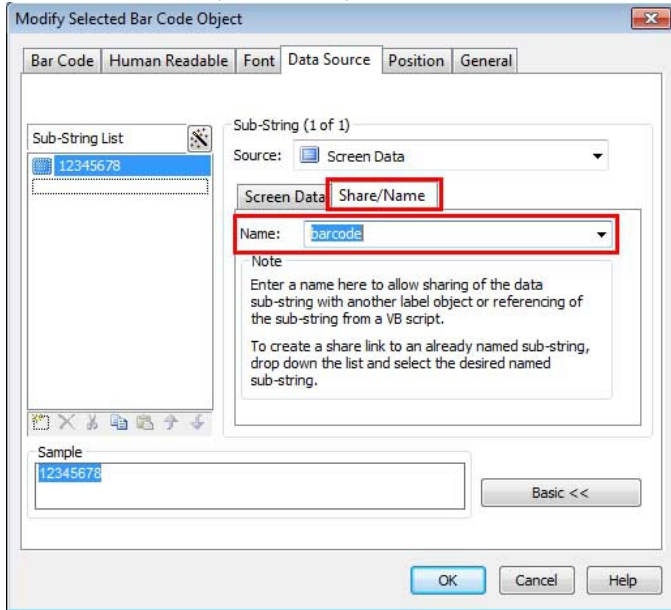 Modify Selected Bar Code Object
Bar Code Human Readable Font Data Source Position General
Sub-String List
12345678
Sub-String (1 of 1)
Source: Screen Data
Screen Data Share/Name
Name: barcode
Note
Enter a name here to allow sharing of the data
sub-string with another label object or referencing of
the sub-string from a VB script.
To create a share link to an already named sub-string,
drop down the list and select the desired named
sub-string.
Sample
12345678
Basic <<
OK Cancel Help